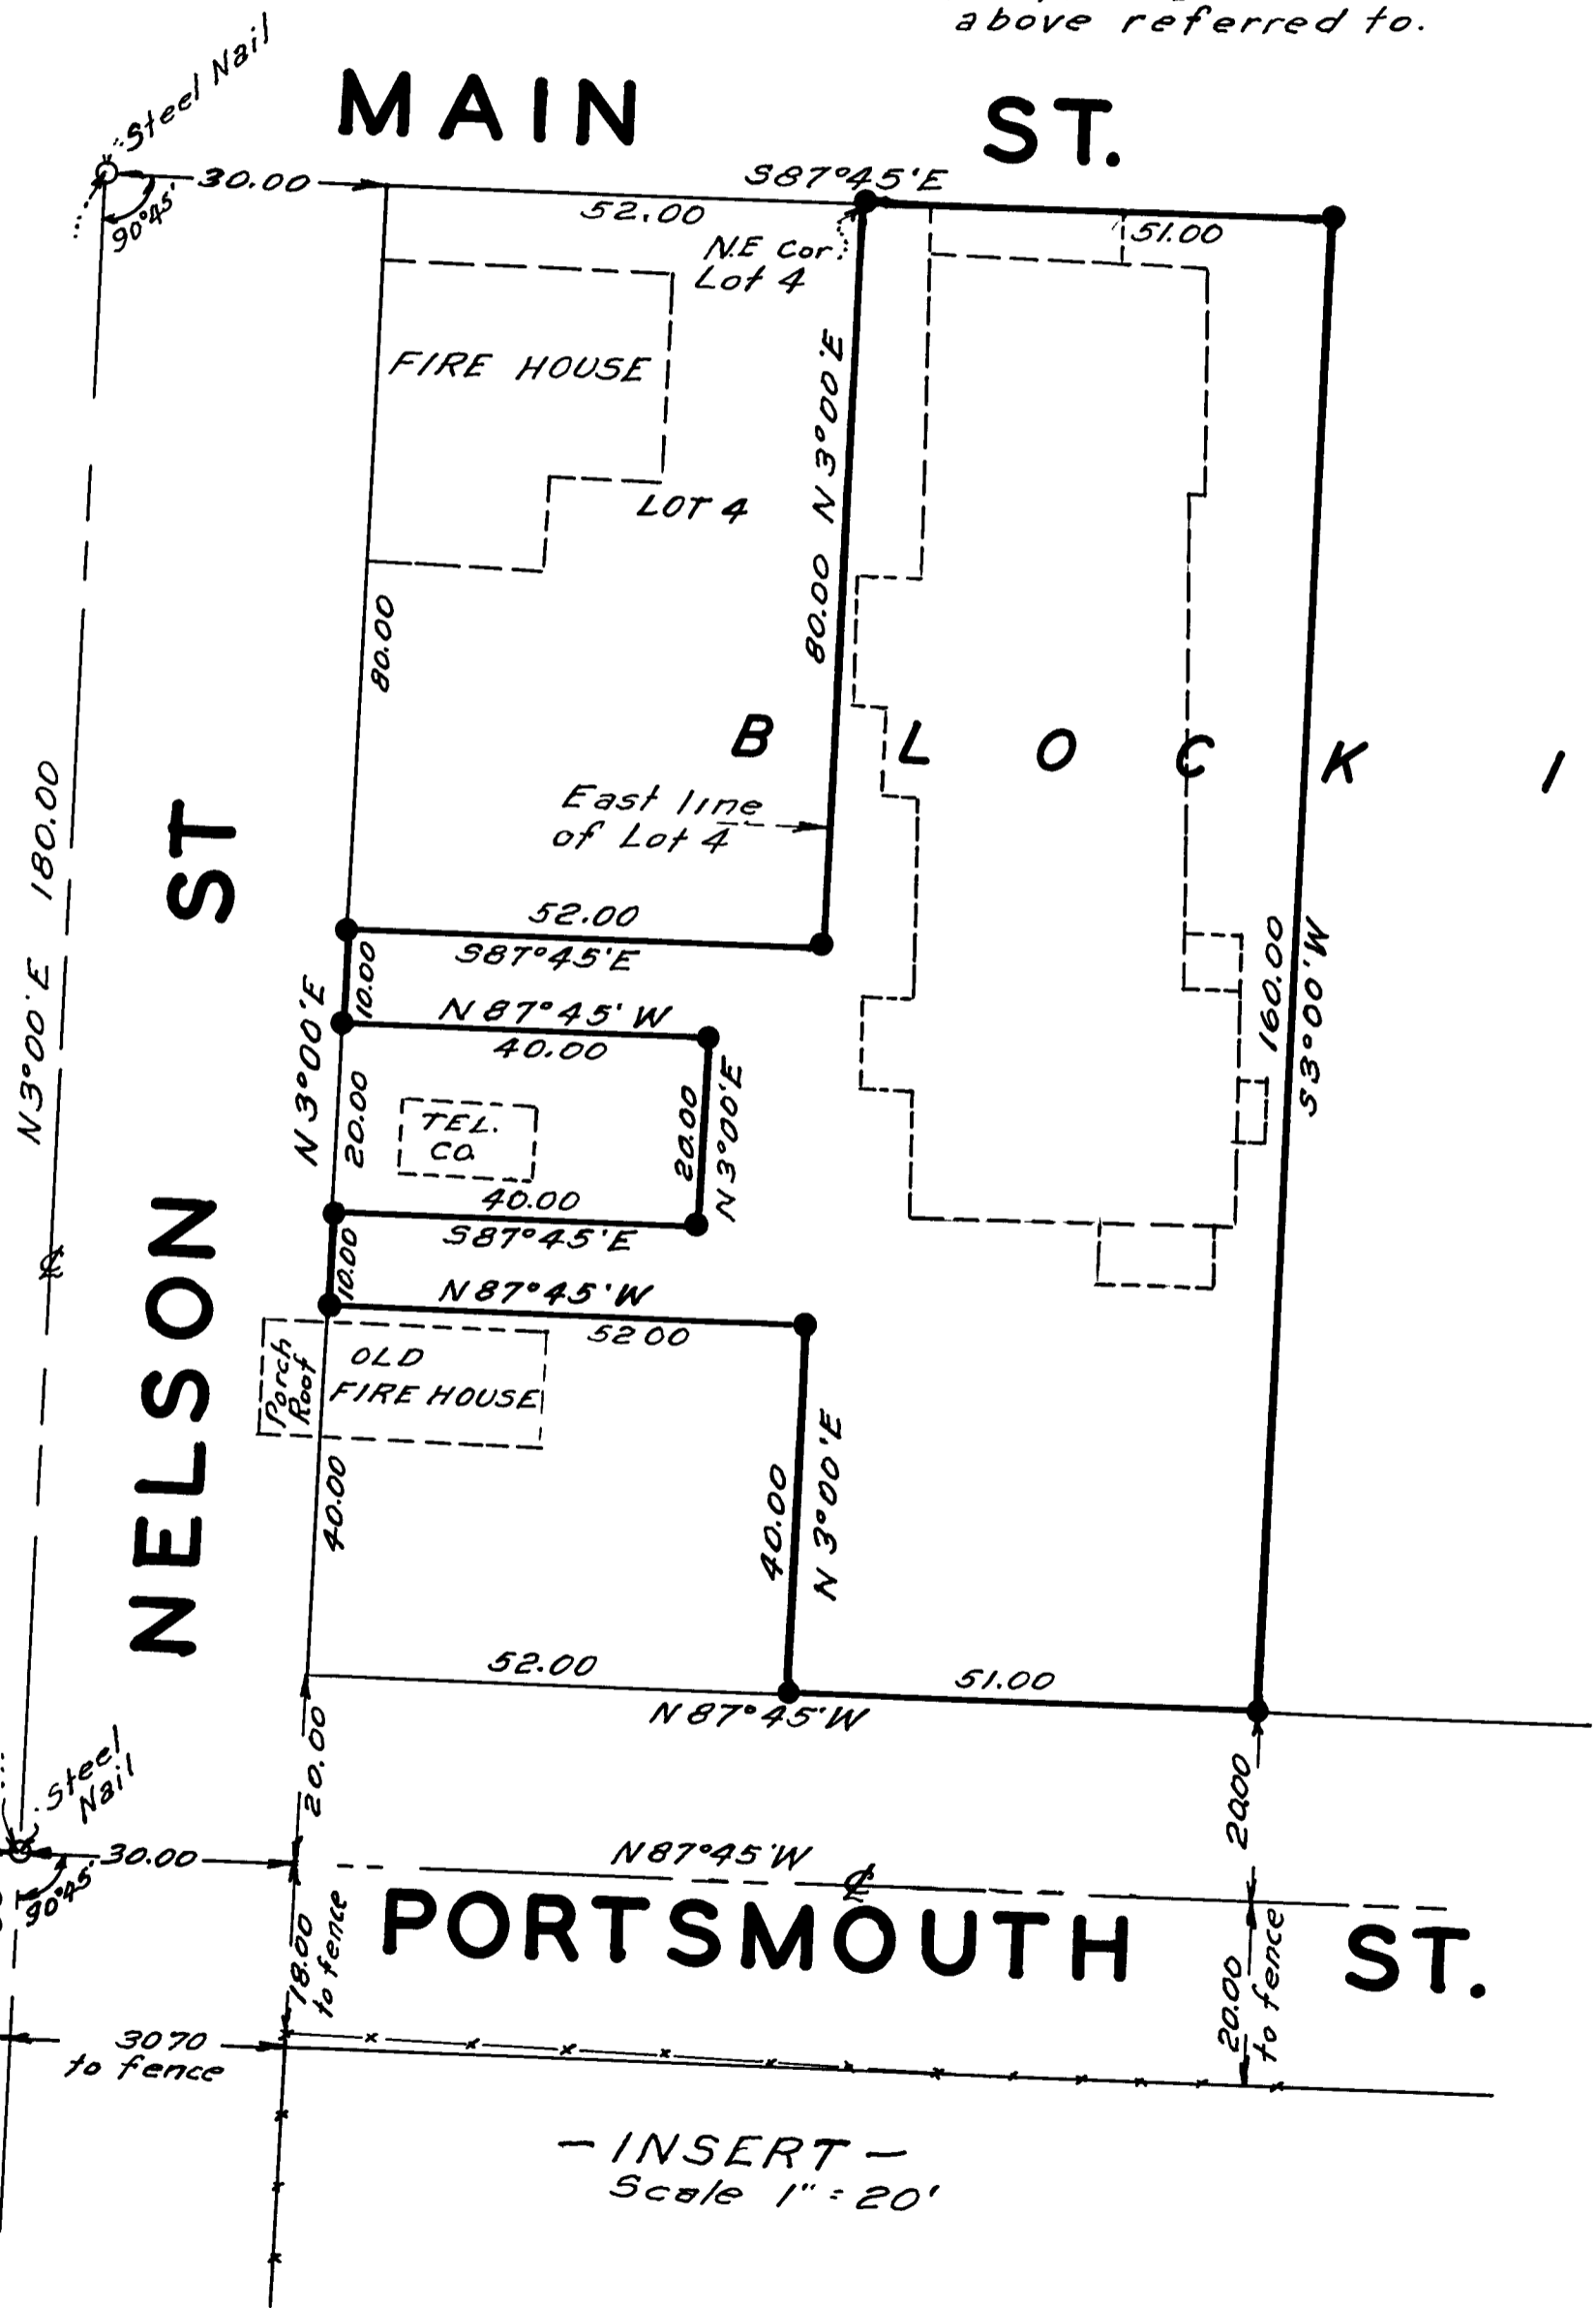 above referred to.
Steel Nail
MAIN ST.
30.00
90°45'
S87°45'E
52.00
51.00
N.E Cor.
Lot 4
FIRE HOUSE
LOT 4
80.00
80.00 N3°00'E
BLOCK 1
East line
of Lot 4
N3°00'E 180.00
NELSON ST
52.00
S87°45'E
10.00
N 87°45' W
40.00
N 3°00'E
20.00
TEL.
CO.
20.00
N3°00'E
40.00
S87°45'E
10.00
N87°45'W
52 00
160.00
S3°00'W
Porch
Roof
OLD
FIRE HOUSE
40.00
40.00
N 3°00'E
52.00
51.00
N 87°45'W
20.00
20.00
Steel
Nail
30.00
90°45'
N87°45'W
℄
℄
PORTSMOUTH ST.
18.00
to fence
20.00
to fence
30 70
to fence
-INSERT-
Scale 1" = 20'